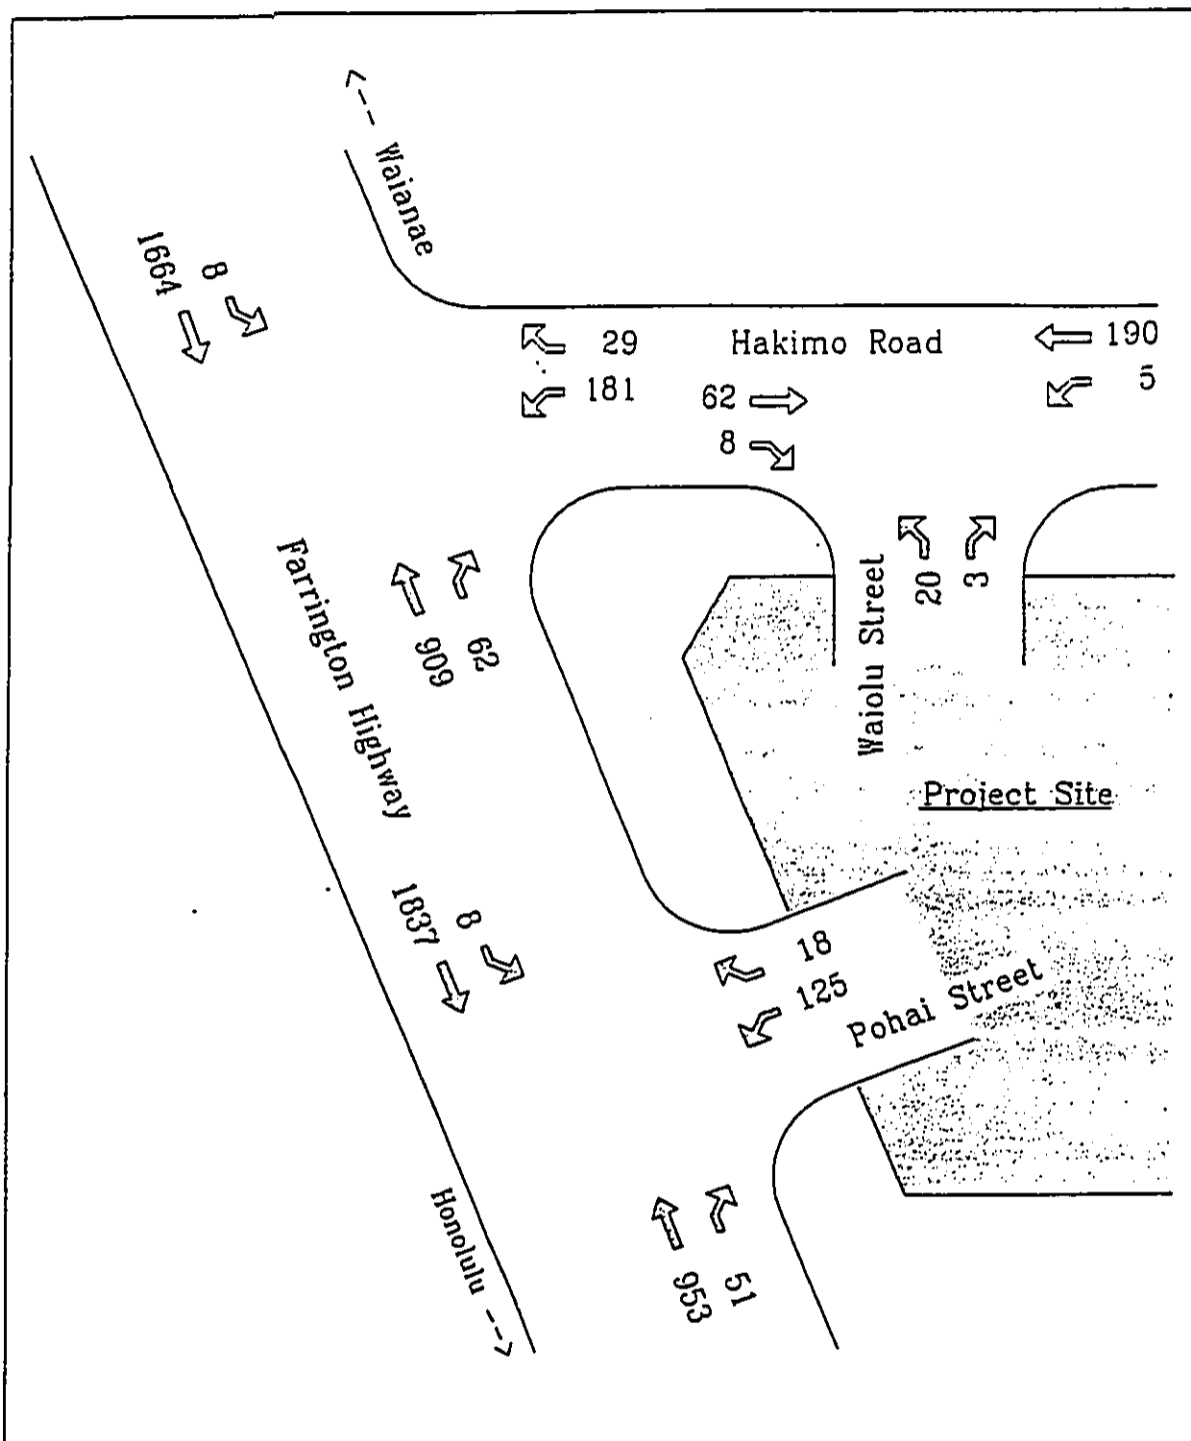 <--- Waianae
1664
8
29
Hakimo Road
190
181
62
5
8
Farrington Highway
909
62
Waiolu Street
20
3
Project Site
1837
8
18
125
Pohai Street
Honolulu --->
953
51